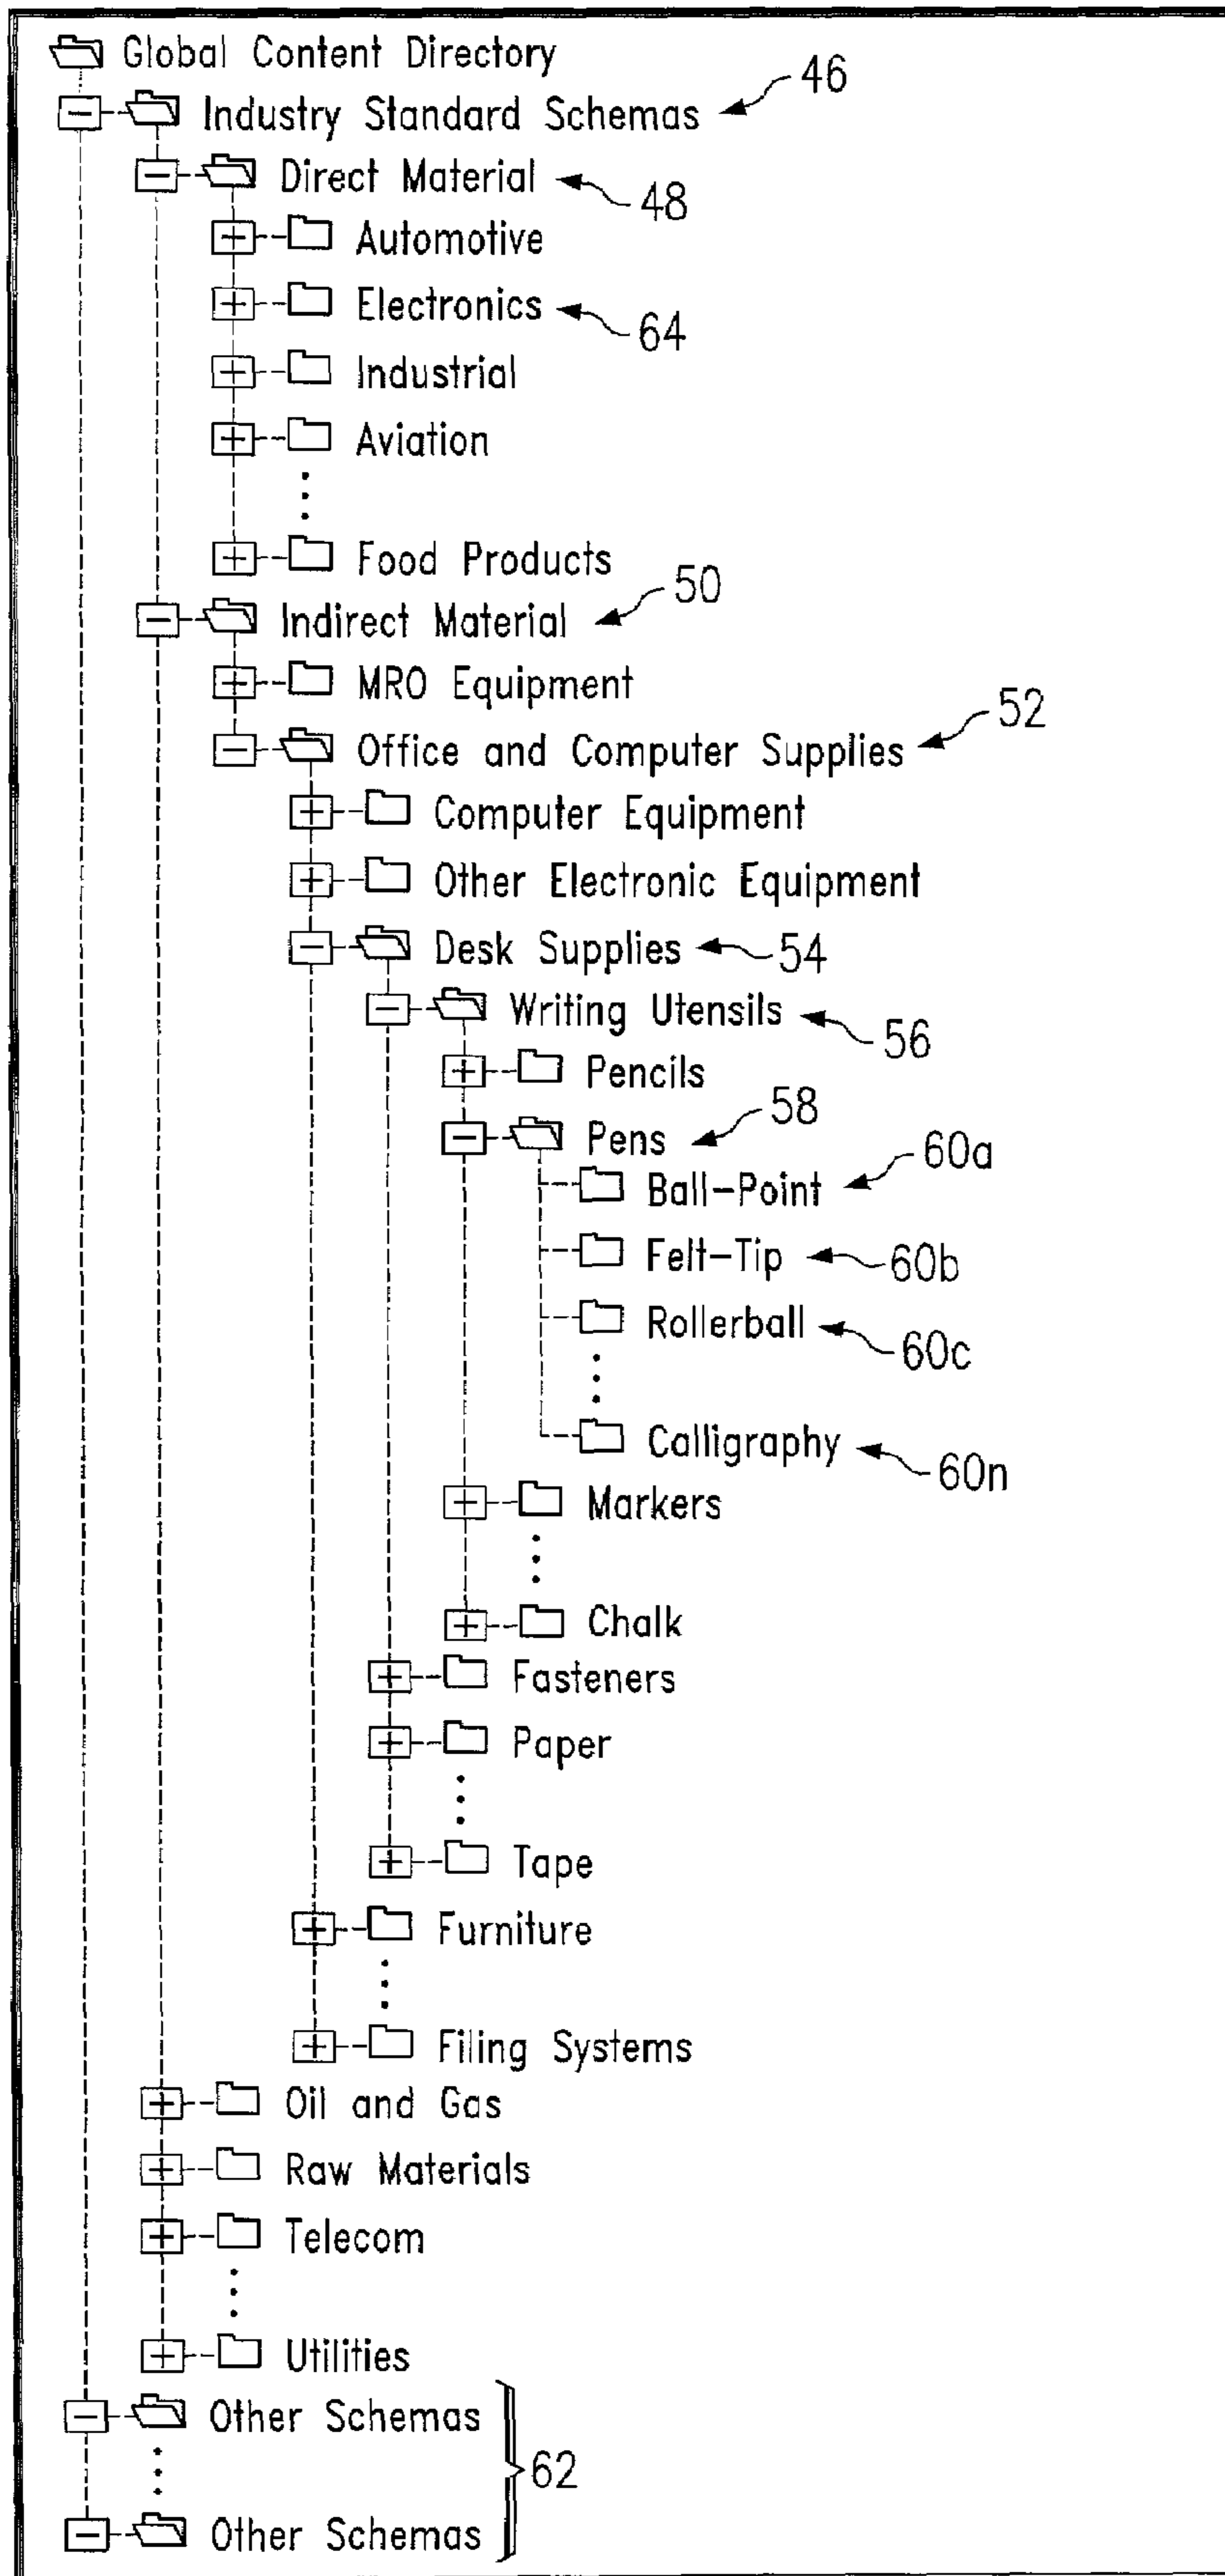 Global Content Directory
Industry Standard Schemas 46
Direct Material 48
Automotive
Electronics 64
Industrial
Aviation
Food Products
Indirect Material 50
MRO Equipment
Office and Computer Supplies 52
Computer Equipment
Other Electronic Equipment
Desk Supplies 54
Writing Utensils 56
Pencils
Pens 58
Ball-Point 60a
Felt-Tip 60b
Rollerball 60c
Calligraphy 60n
Markers
Chalk
Fasteners
Paper
Tape
Furniture
Filing Systems
Oil and Gas
Raw Materials
Telecom
Utilities
Other Schemas
62
Other Schemas